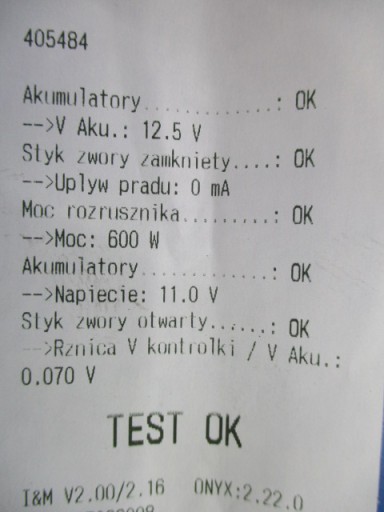 405484
Akumulatory.............: OK
-->V Aku.: 12.5 V
Styk zwory zamkniety....: OK
-->Uplyw pradu: 0 mA
Moc rozrusznika.........: OK
-->Moc: 600 W
Akumulatory.............: OK
-->Napiecie: 11.0 V
Styk zwory otwarty......: OK
-->Rznica V kontrolki / V Aku.:
0.070 V
TEST OK
I&M V2.00/2.16 ONYX:2.22.0